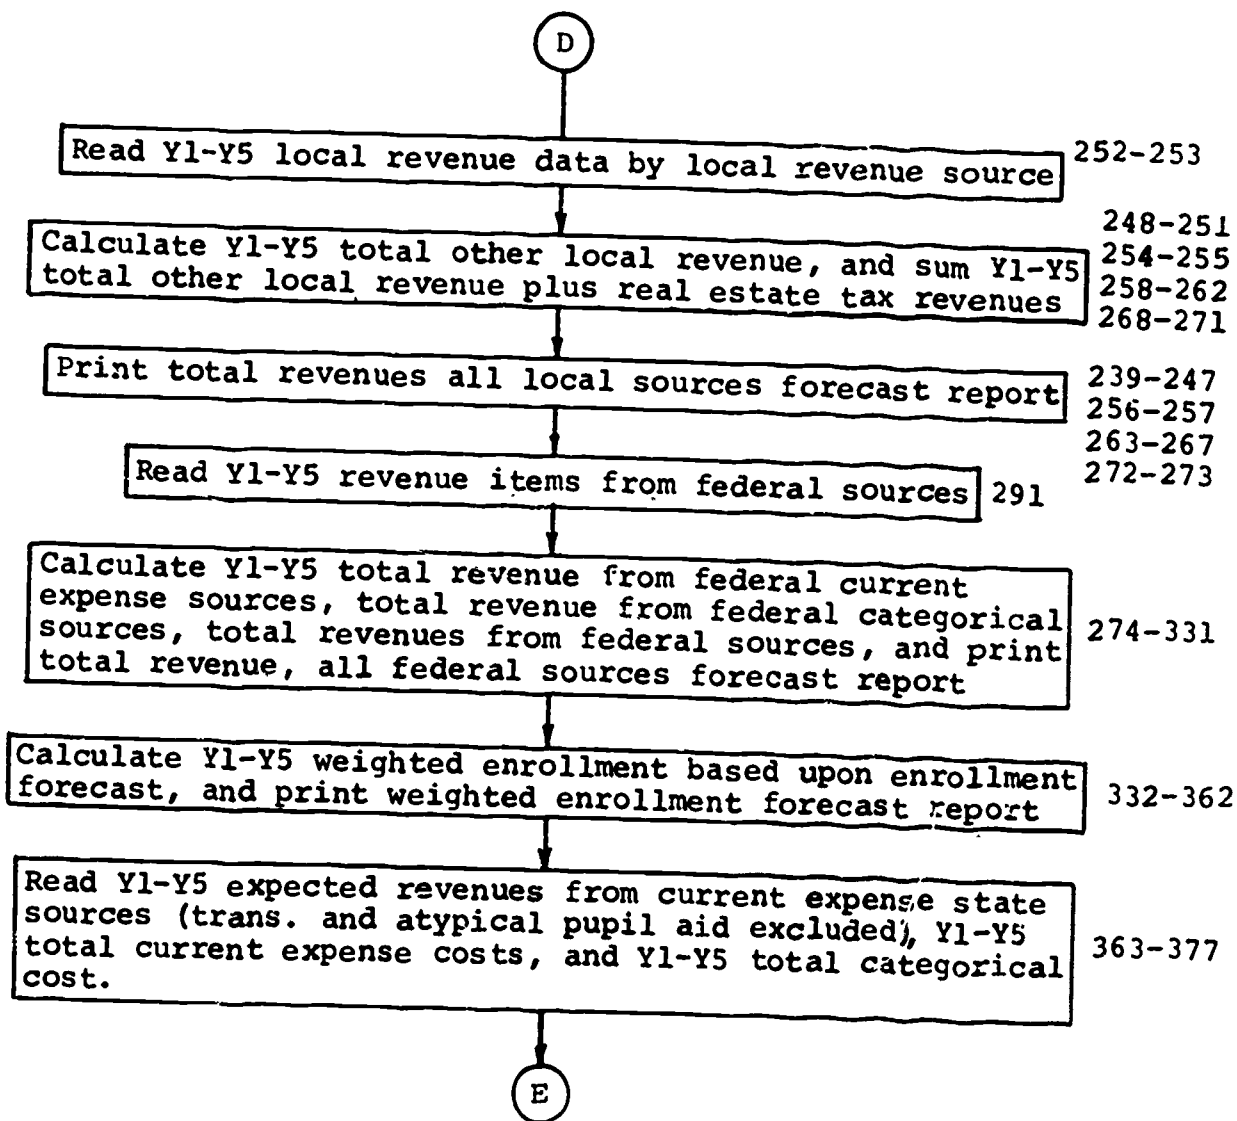 D
Read Y1-Y5 local revenue data by local revenue source
252-253
Calculate Y1-Y5 total other local revenue, and sum Y1-Y5
total other local revenue plus real estate tax revenues
248-251
254-255
258-262
268-271
Print total revenues all local sources forecast report
239-247
256-257
263-267
272-273
Read Y1-Y5 revenue items from federal sources
291
Calculate Y1-Y5 total revenue from federal current
expense sources, total revenue from federal categorical
sources, total revenues from federal sources, and print
total revenue, all federal sources forecast report
274-331
Calculate Y1-Y5 weighted enrollment based upon enrollment
forecast, and print weighted enrollment forecast report
332-362
Read Y1-Y5 expected revenues from current expense state
sources (trans. and atypical pupil aid excluded), Y1-Y5
total current expense costs, and Y1-Y5 total categorical
cost.
363-377
E